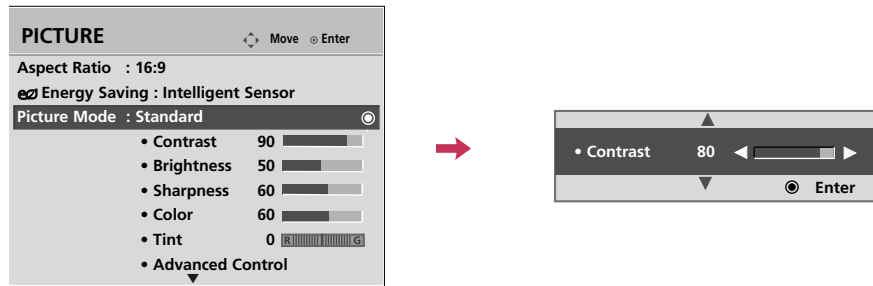 PICTURE
Move Enter
Aspect Ratio : 16:9
Energy Saving : Intelligent Sensor
Picture Mode : Standard
• Contrast 90
• Brightness 50
• Sharpness 60
• Color 60
• Tint 0 R G
• Advanced Control
• Contrast 80
Enter